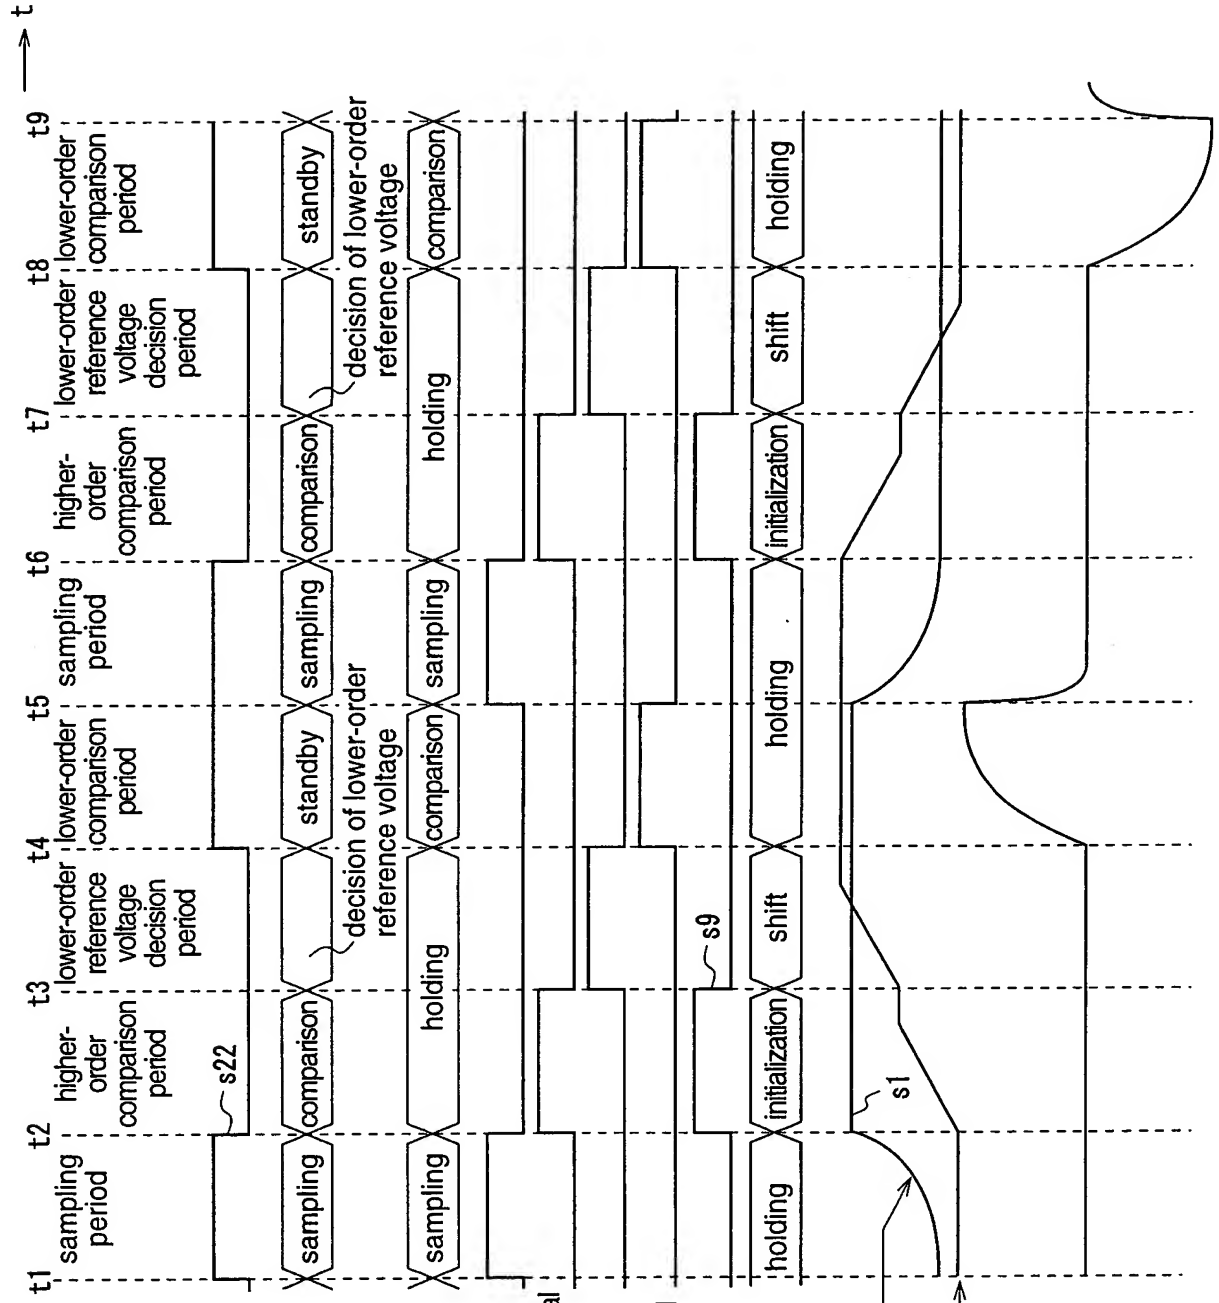 t
t1
t2
t3
t4
t5
t6
t7
t8
t9
sampling
period
higher-
order
comparison
period
lower-order
reference
voltage
decision
period
lower-order
comparison
period
sampling
period
higher-
order
comparison
period
lower-order
reference
voltage
decision
period
lower-order
comparison
period
s22
sampling
comparison
decision of lower-order
reference voltage
standby
sampling
comparison
decision of lower-order
reference voltage
standby
sampling
holding
comparison
sampling
holding
comparison
s9
holding
initialization
shift
holding
initialization
shift
holding
s1